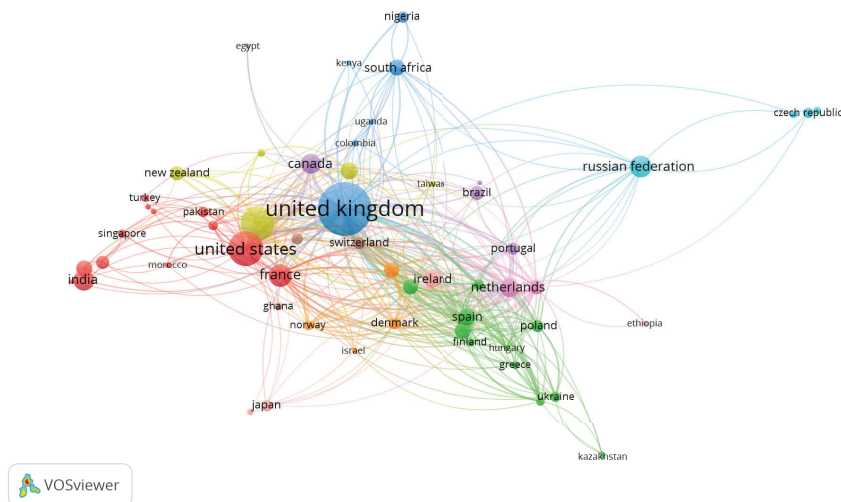 nigeria
egypt
kenya
south africa
czech republic
uganda
colombia
canada
russian federation
new zealand
taiwan
brazil
turkey
pakistan
united kingdom
singapore
switzerland
united states
portugal
morocco
india
france
ireland
netherlands
ghana
spain
norway
denmark
poland
ethiopia
finland
hungary
israel
greece
ukraine
japan
kazakhstan
VOSviewer